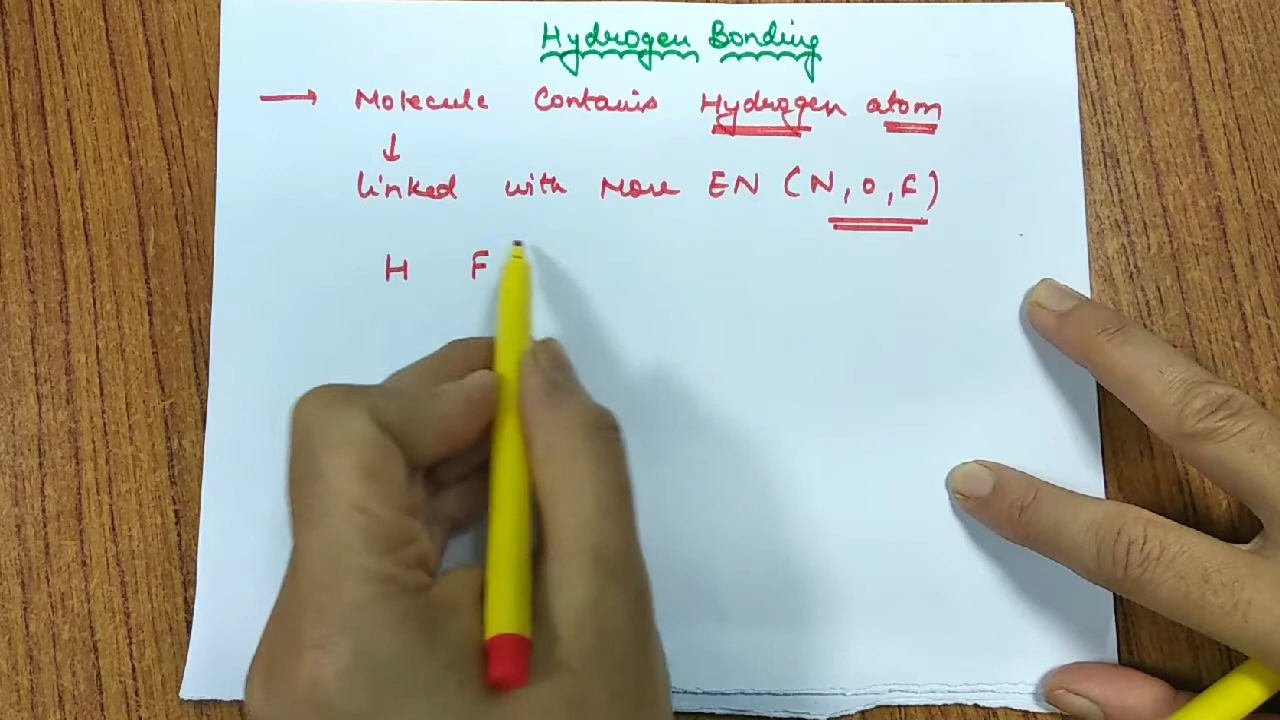 Hydrogen Bonding
→ Molecule Contains Hydrogen atom
↓
linked with More EN (N, O, F)
H F